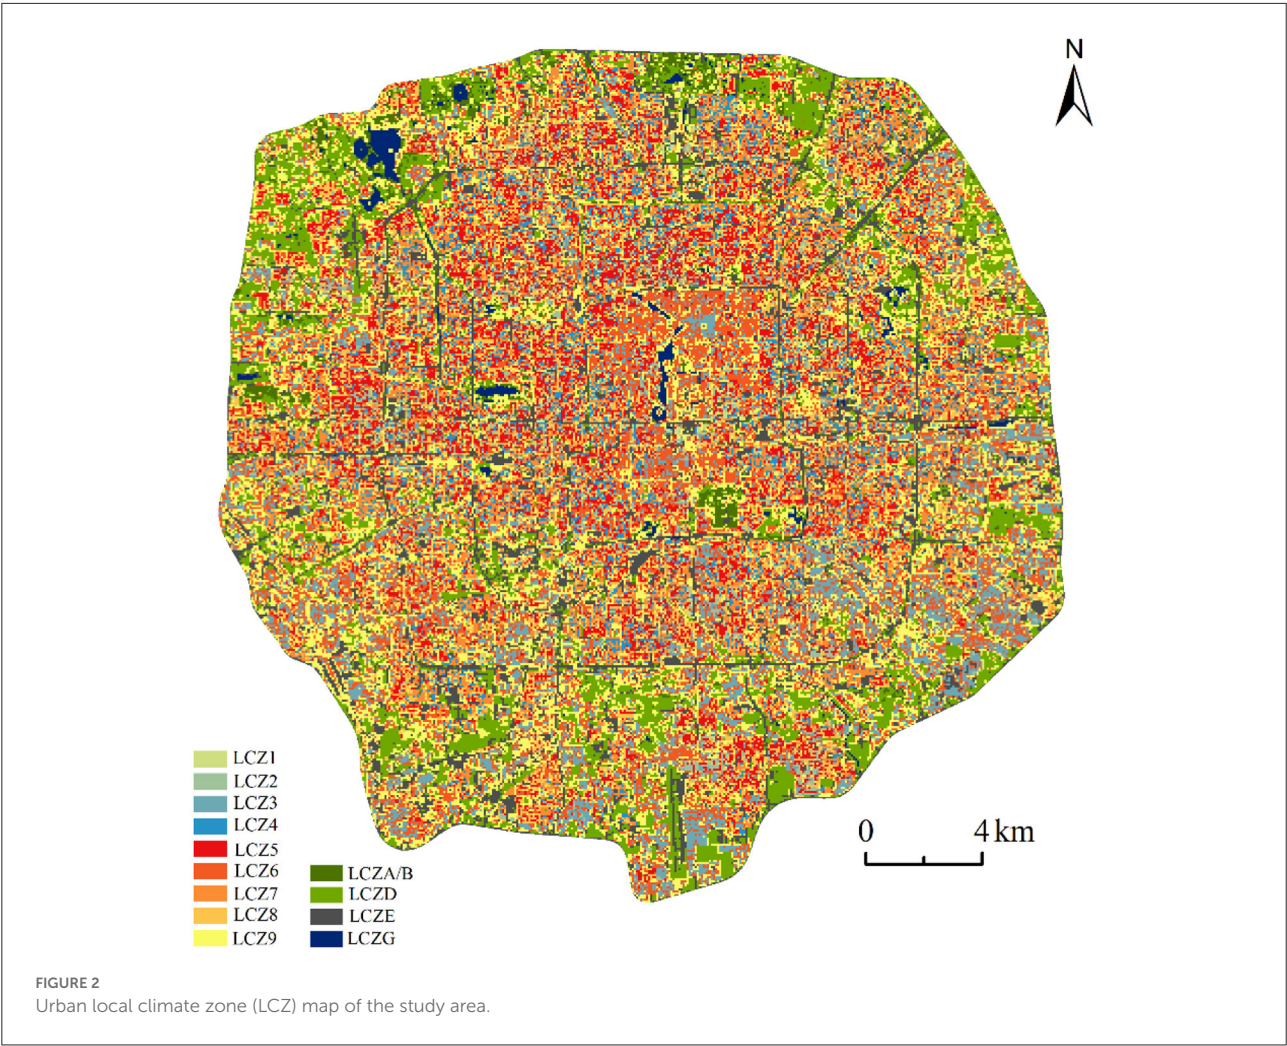 N
LCZ1
LCZ2
LCZ3
LCZ4
LCZ5
LCZ6
LCZ7
LCZ8
LCZ9
LCZA/B
LCZD
LCZE
LCZG
0 4 km
FIGURE 2
Urban local climate zone (LCZ) map of the study area.